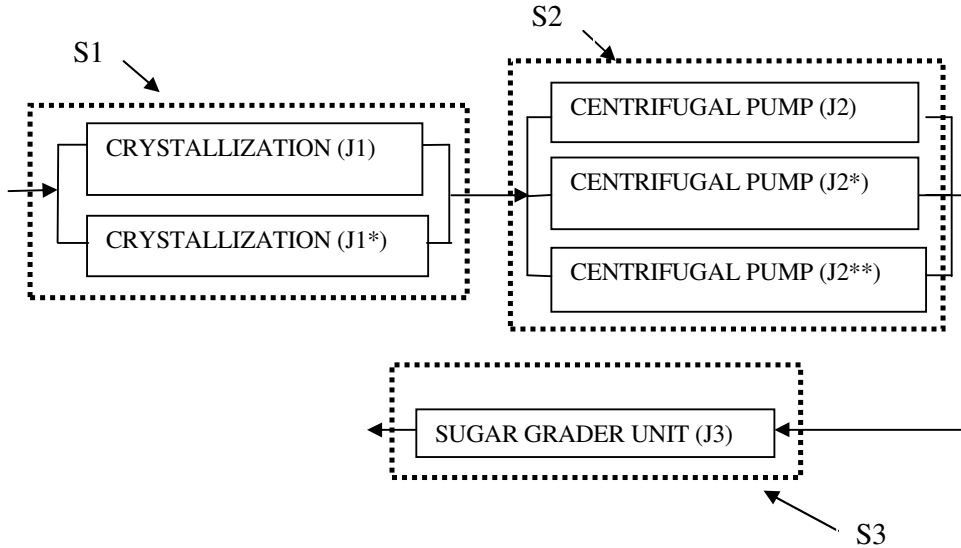 S1
S2
CRYSTALLIZATION (J1)
CRYSTALLIZATION (J1*)
CENTRIFUGAL PUMP (J2)
CENTRIFUGAL PUMP (J2*)
CENTRIFUGAL PUMP (J2**)
SUGAR GRADER UNIT (J3)
S3